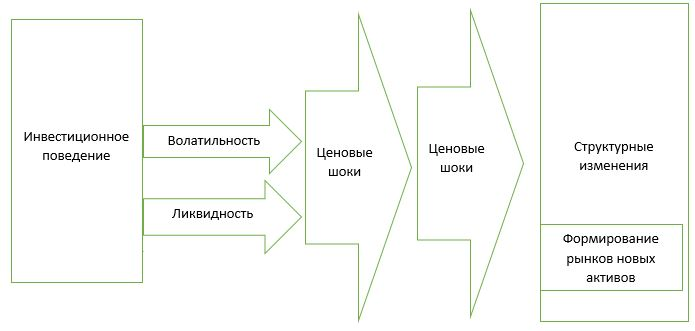 Инвестиционное
поведение
Волатильность
Ликвидность
Ценовые
шоки
Ценовые
шоки
Структурные
изменения
Формирование
рынков новых
активов